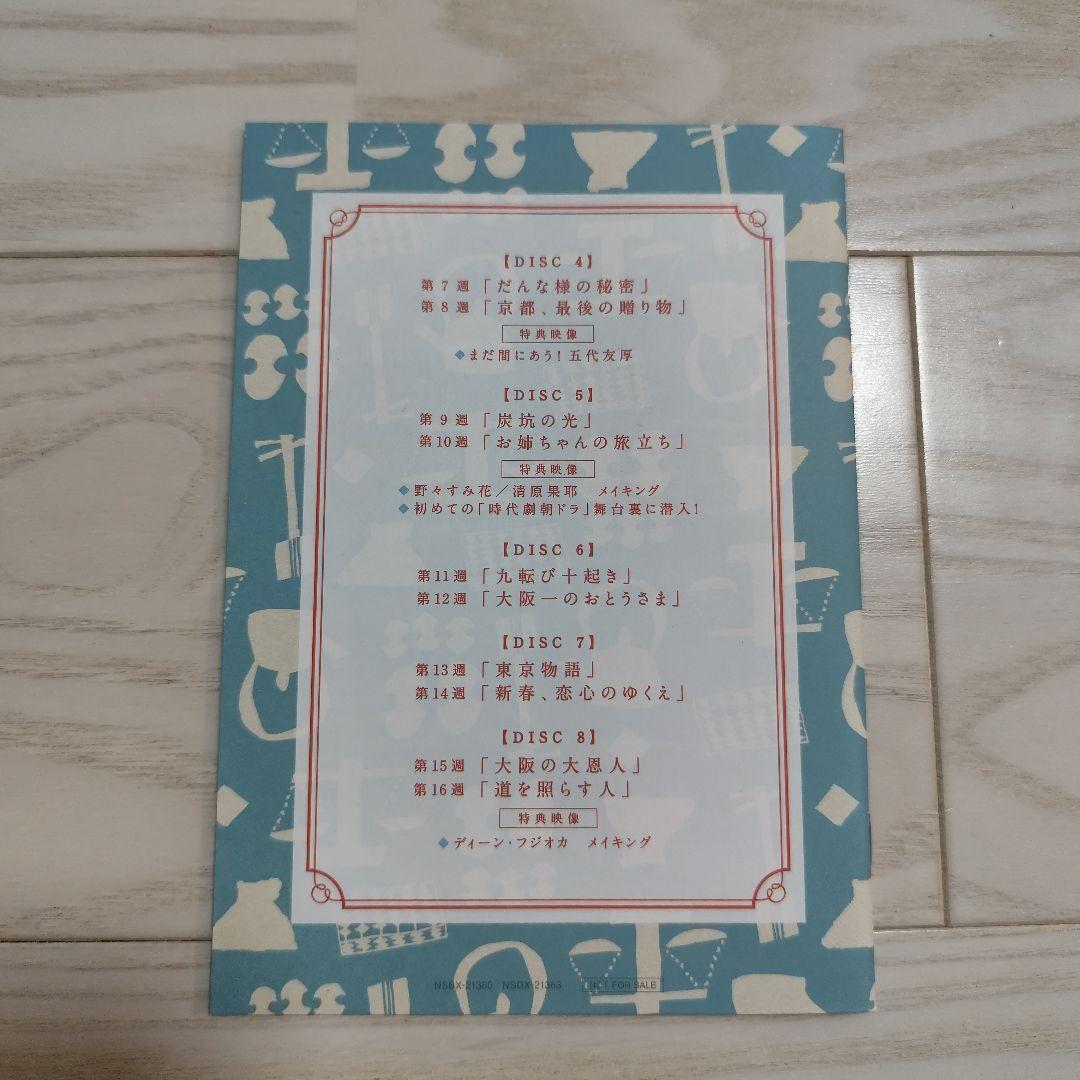 【DISC 4】
第7週「だんな様の秘密」
第8週「京都、最後の贈り物」
特典映像
◆まだ間にあう!五代友厚
【DISC 5】
第9週「炭坑の光」
第10週「お姉ちゃんの旅立ち」
特典映像
◆野々すみ花/清原果耶 メイキング
◆初めての「時代劇朝ドラ」舞台裏に潜入!
【DISC 6】
第11週「九転び十起き」
第12週「大阪一のおとうさま」
【DISC 7】
第13週「東京物語」
第14週「新春、恋心のゆくえ」
【DISC 8】
第15週「大阪の大恩人」
第16週「道を照らす人」
特典映像
◆ディーン・フジオカ メイキング
NSBX-21360 NSDX-21363 NOT FOR SALE